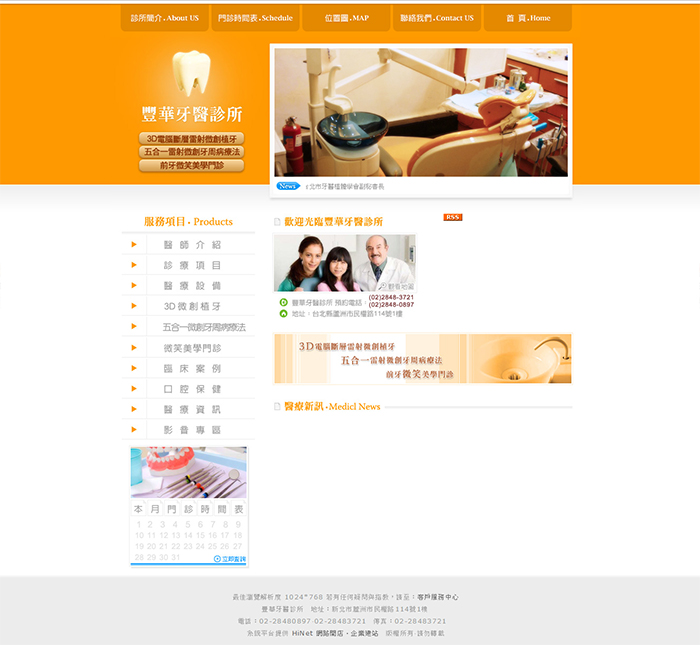 診所簡介.About US
門診時間表.Schedule
位置圖.MAP
聯絡我們.Contact US
首 頁.Home
豐華牙醫診所
3D電腦斷層雷射微創植牙
五合一雷射微創牙周病療法
前牙微笑美學門診
News
北市牙醫植體學會副秘書長
服務項目.Products
醫 師 介 紹
診 療 項 目
醫 療 設 備
3D 微 創 植 牙
五合一微創牙周病療法
微笑美學門診
臨 床 案 例
口 腔 保 健
醫 療 資 訊
影 音 專 區
歡迎光臨豐華牙醫診所
RSS
觀看地圖
豐華牙醫診所 預約電話:
(02)2848-3721
(02)2848-0897
地址:台北縣蘆洲市民權路114號1樓
3D電腦斷層雷射微創植牙
五合一雷射微創牙周病療法
前牙微笑美學門診
醫療新訊.Medicl News
本 月 門 診 時 間 表
1 2 3 4 5 6 7 8 9
10 11 12 13 14 15 16 17 18
19 20 21 22 23 24 25 26 27
28 29 30 31
立即查詢
最佳瀏覽解析度 1024*768 若有任何疑問與指教,請至:客戶服務中心
豐華牙醫診所 地址:新北市蘆洲市民權路114號1樓
電話:02-28480897‧02-28483721 傳真:02-28483721
系統平台提供 HiNet 網路開店‧企業總站 版權所有‧請勿轉載